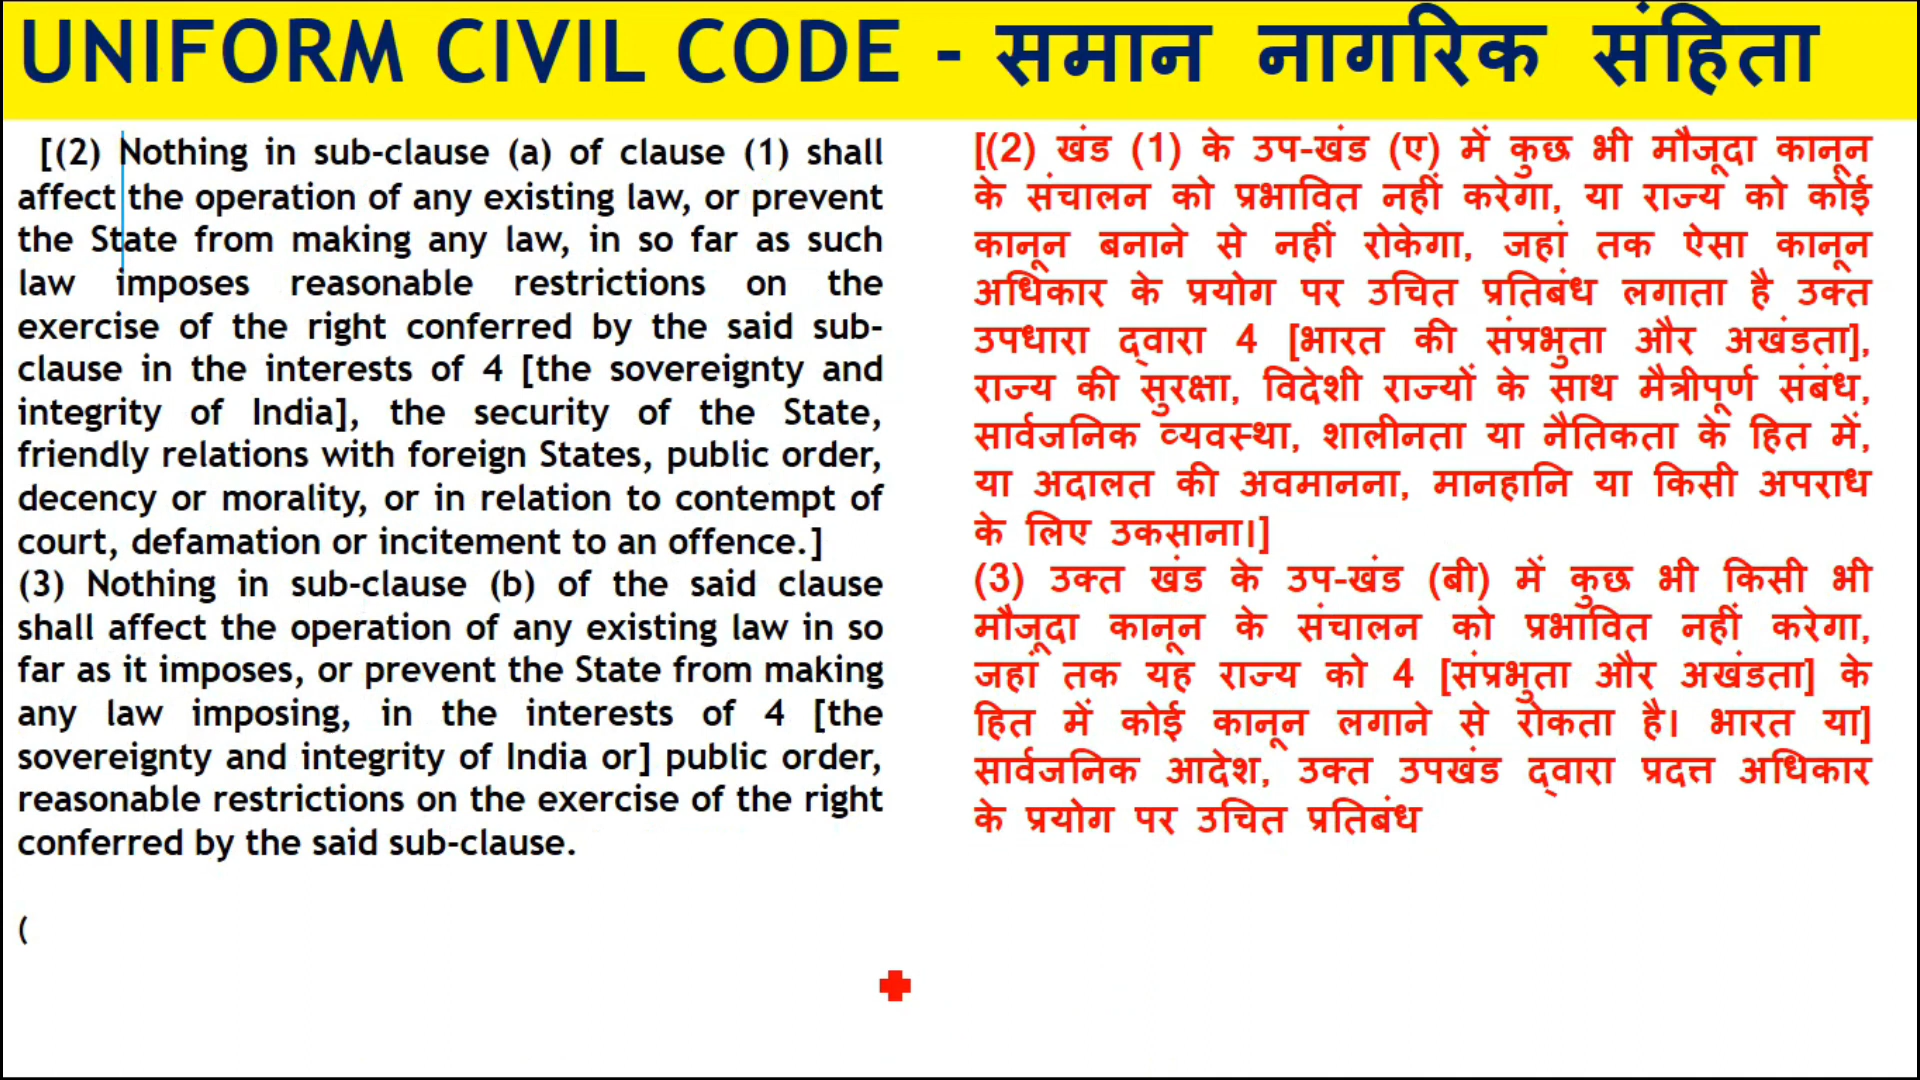 UNIFORM CIVIL CODE - समान नागरिक संहिता
[(2) Nothing in sub-clause (a) of clause (1) shall
affect the operation of any existing law, or prevent
the State from making any law, in so far as such
law imposes reasonable restrictions on the
exercise of the right conferred by the said sub-
clause in the interests of 4 [the sovereignty and
integrity of India], the security of the State,
friendly relations with foreign States, public order,
decency or morality, or in relation to contempt of
court, defamation or incitement to an offence.]
(3) Nothing in sub-clause (b) of the said clause
shall affect the operation of any existing law in so
far as it imposes, or prevent the State from making
any law imposing, in the interests of 4 [the
sovereignty and integrity of India or] public order,
reasonable restrictions on the exercise of the right
conferred by the said sub-clause.
(
[(2) खंड (1) के उप-खंड (ए) में कुछ भी मौजूदा कानून
के संचालन को प्रभावित नहीं करेगा, या राज्य को कोई
कानून बनाने से नहीं रोकेगा, जहां तक ऐसा कानून
अधिकार के प्रयोग पर उचित प्रतिबंध लगाता है उक्त
उपधारा द्वारा 4 [भारत की संप्रभुता और अखंडता],
राज्य की सुरक्षा, विदेशी राज्यों के साथ मैत्रीपूर्ण संबंध,
सार्वजनिक व्यवस्था, शालीनता या नैतिकता के हित में,
या अदालत की अवमानना, मानहानि या किसी अपराध
के लिए उकसाना।]
(3) उक्त खंड के उप-खंड (बी) में कुछ भी किसी भी
मौजूदा कानून के संचालन को प्रभावित नहीं करेगा,
जहां तक यह राज्य को 4 [संप्रभुता और अखंडता] के
हित में कोई कानून लगाने से रोकता है। भारत या]
सार्वजनिक आदेश, उक्त उपखंड द्वारा प्रदत्त अधिकार
के प्रयोग पर उचित प्रतिबंध